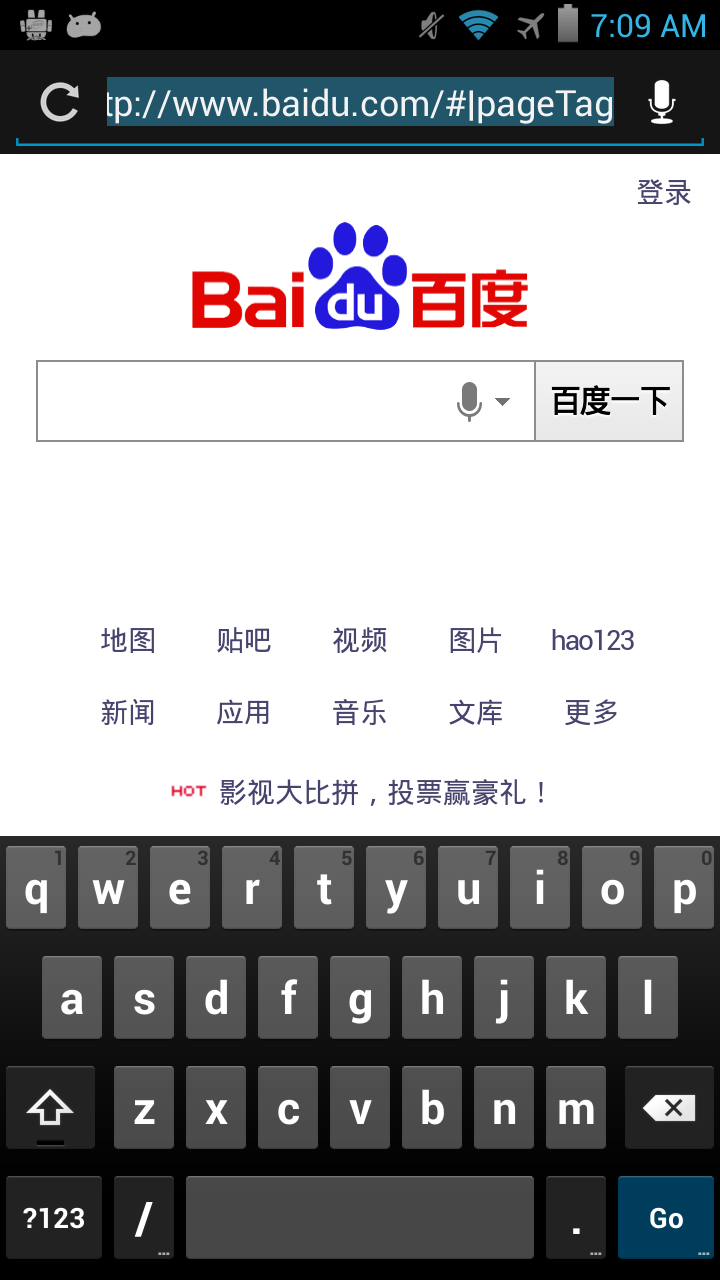 7:09 AM
tp://www.baidu.com/#|pageTag
登录
Bai du 百度
百度一下
地图 贴吧 视频 图片 hao123
新闻 应用 音乐 文库 更多
HOT 影视大比拼，投票赢豪礼！
1 2 3 4 5 6 7 8 9 0
q w e r t y u i o p
a s d f g h j k l
z x c v b n m
?123 / . Go